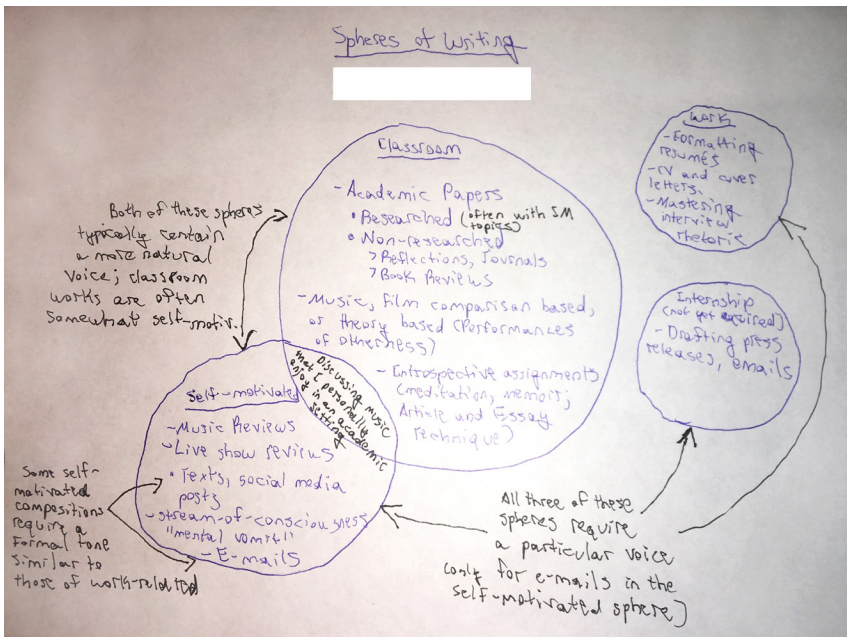 Spheres of Writing
Classroom
- Academic Papers
• Researched (often with SM topics)
• Non-researched
> Reflections, Journals
> Book Reviews
- Music, Film comparison based,
or theory based (Performances
of Otherness)
- Introspective assignments
(meditation, memoir;
Article and Essay
Technique)
Work
- Formatting
resumés
- CV and cover
letters.
- Mastering
interview
rhetoric
Internship
(not yet acquired)
- Drafting press
releases, emails
Both of these spheres
typically contain
a more natural
voice; classroom
works are often
somewhat self-motiv.
Discussing music
that I personally
enjoy in an academic
setting
Self-motivated
- Music Reviews
- Live show reviews
• Texts, social media
posts
- stream-of-consciousness
"mental vomit"
- E-mails
Some self-
motivated
compositions
require a
formal tone
similar to
those of work-related
All three of these
spheres require
a particular voice
(only for e-mails in the
self-motivated sphere)